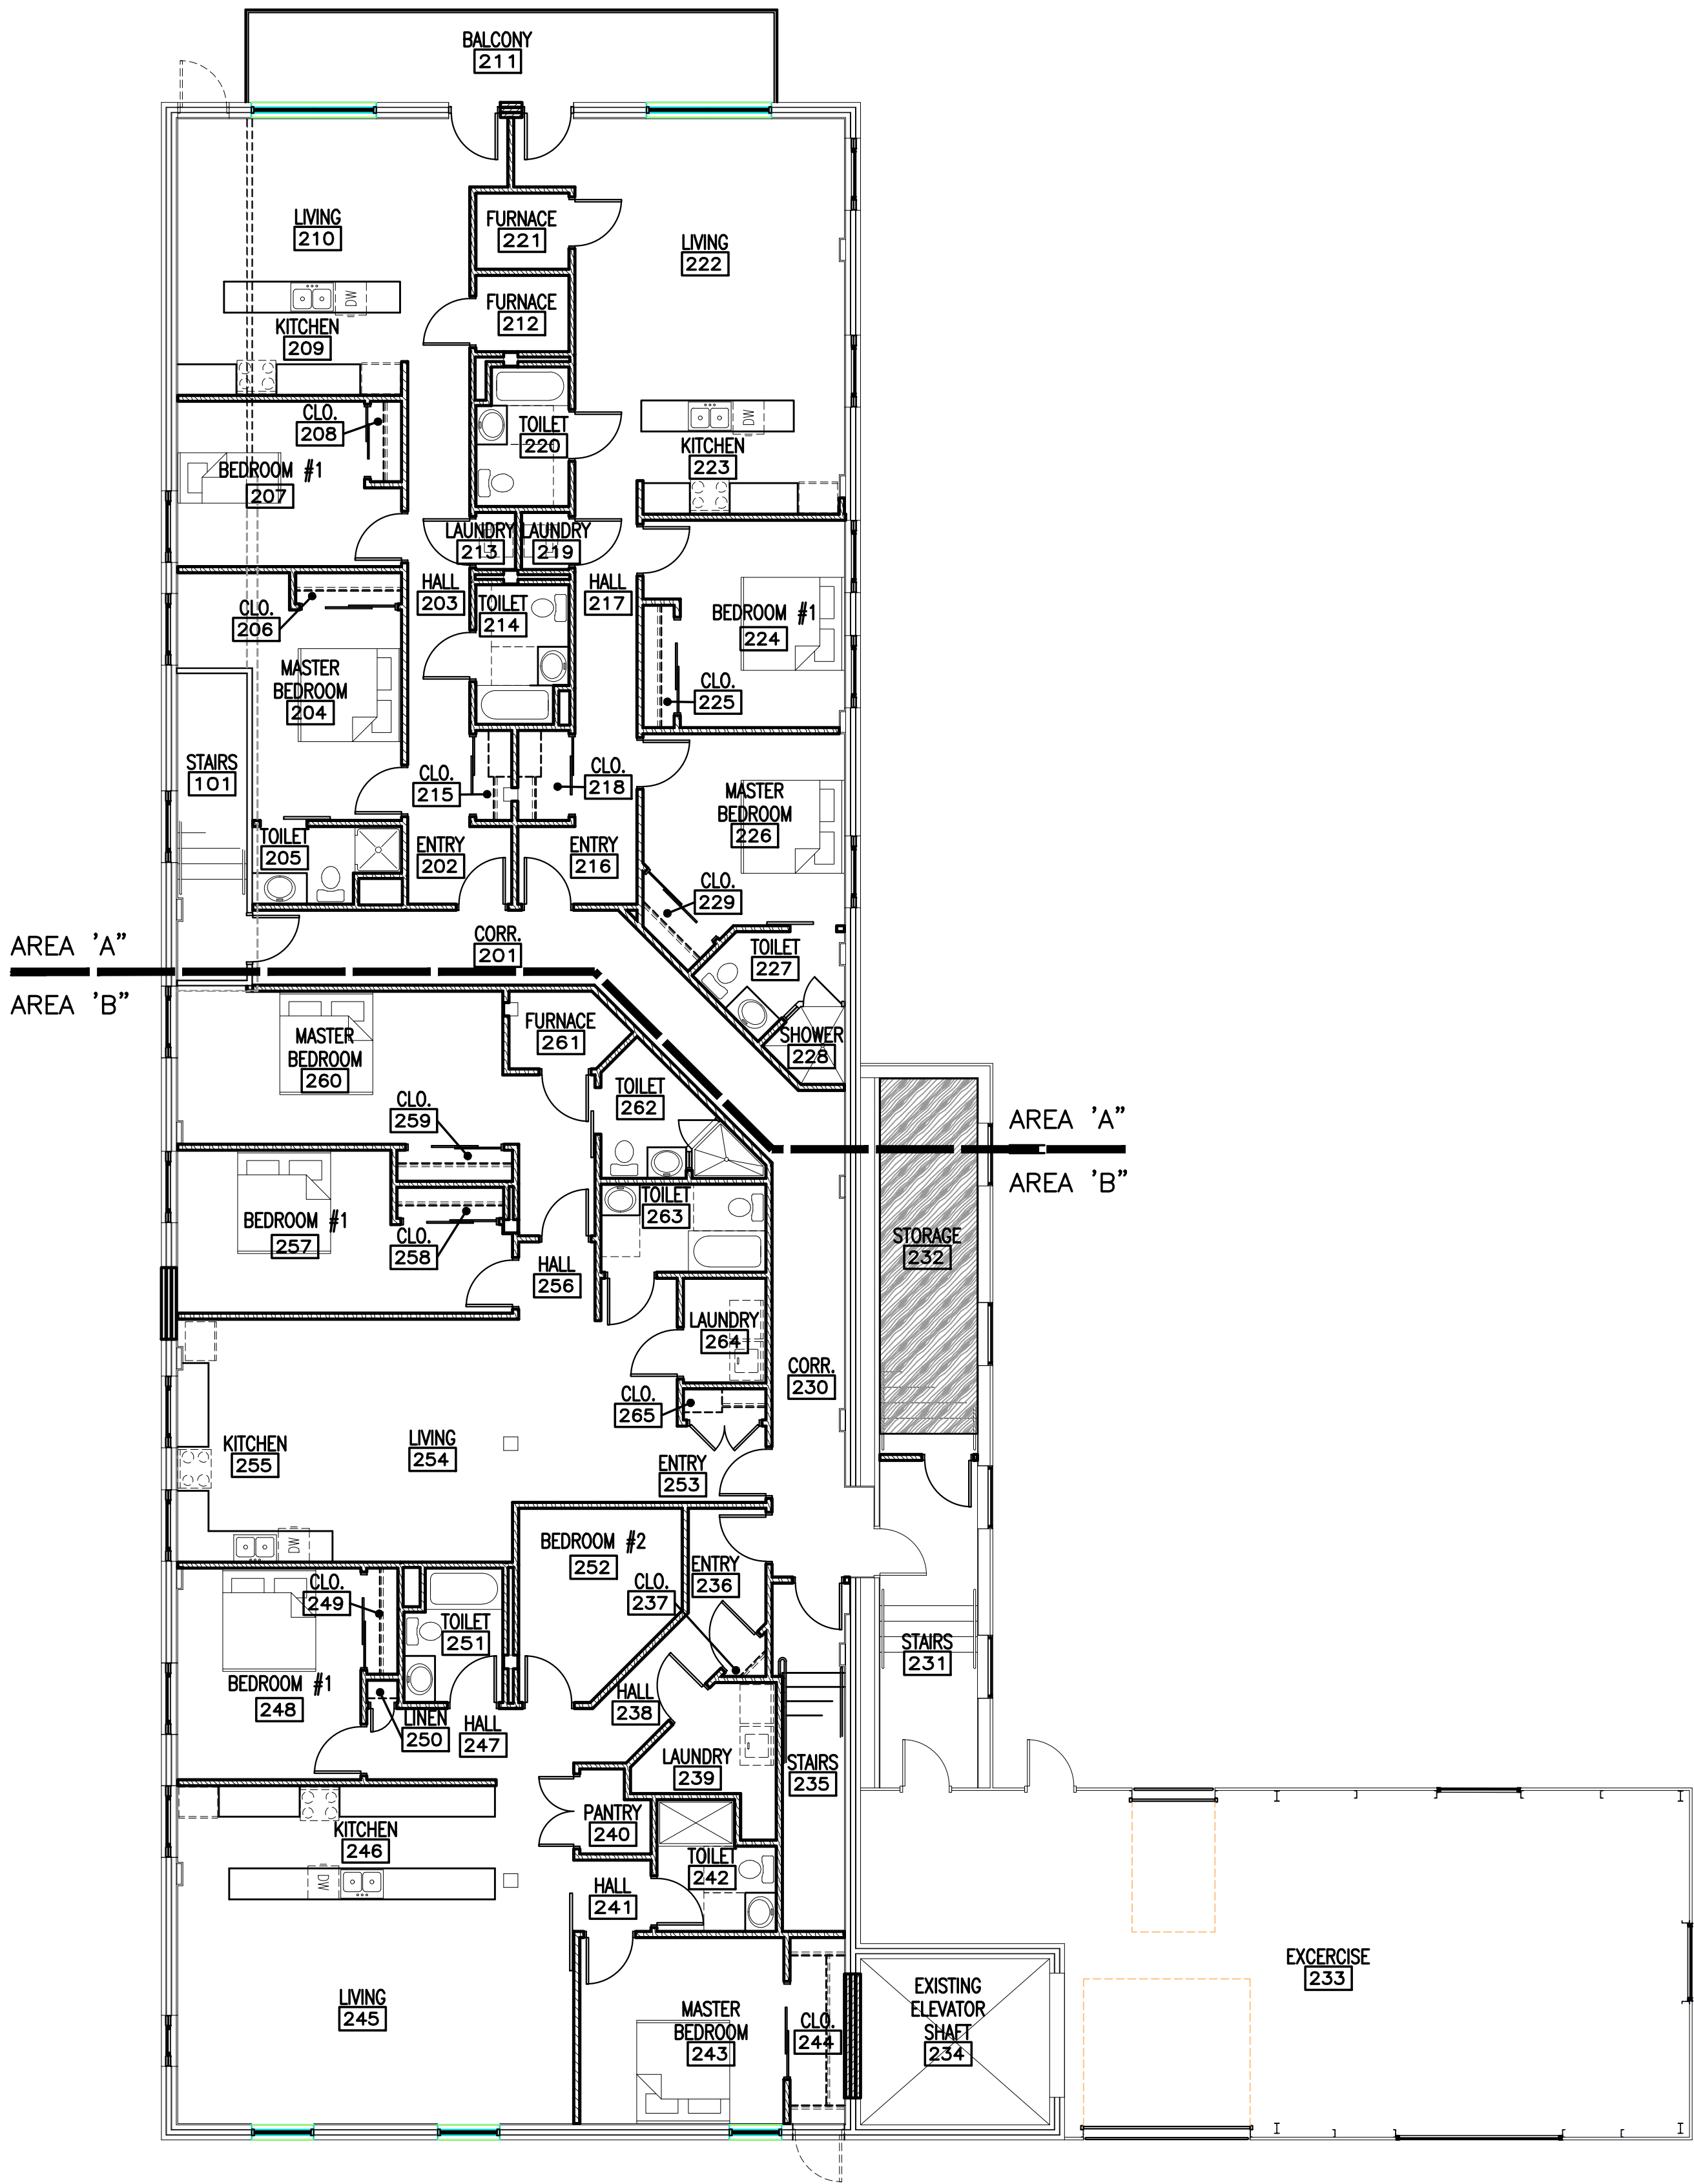 BALCONY
211
LIVING
210
FURNACE
221
LIVING
222
FURNACE
212
DW
KITCHEN
209
CLO.
208
TOILET
220
DW
KITCHEN
223
BEDROOM #1
207
LAUNDRY
213
LAUNDRY
219
HALL
203
HALL
217
CLO.
206
TOILET
214
BEDROOM #1
224
MASTER
BEDROOM
204
CLO.
225
STAIRS
101
CLO.
215
CLO.
218
MASTER
BEDROOM
226
TOILET
205
ENTRY
202
ENTRY
216
CLO.
229
AREA 'A"
CORR.
201
TOILET
227
AREA 'B"
MASTER
BEDROOM
260
FURNACE
261
SHOWER
228
CLO.
259
TOILET
262
AREA 'A"
AREA 'B"
BEDROOM #1
257
CLO.
258
TOILET
263
STORAGE
232
HALL
256
LAUNDRY
264
CORR.
230
CLO.
265
KITCHEN
255
LIVING
254
ENTRY
253
DW
BEDROOM #2
252
ENTRY
236
CLO.
249
CLO.
237
TOILET
251
STAIRS
231
BEDROOM #1
248
HALL
238
LINEN
250
HALL
247
LAUNDRY
239
STAIRS
235
PANTRY
240
KITCHEN
246
DW
TOILET
242
HALL
241
EXCERCISE
233
LIVING
245
MASTER
BEDROOM
243
CLO.
244
EXISTING
ELEVATOR
SHAFT
234